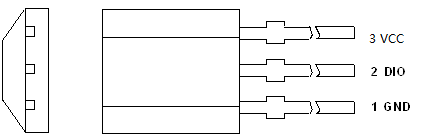 3 VCC
2 DIO
1 GND